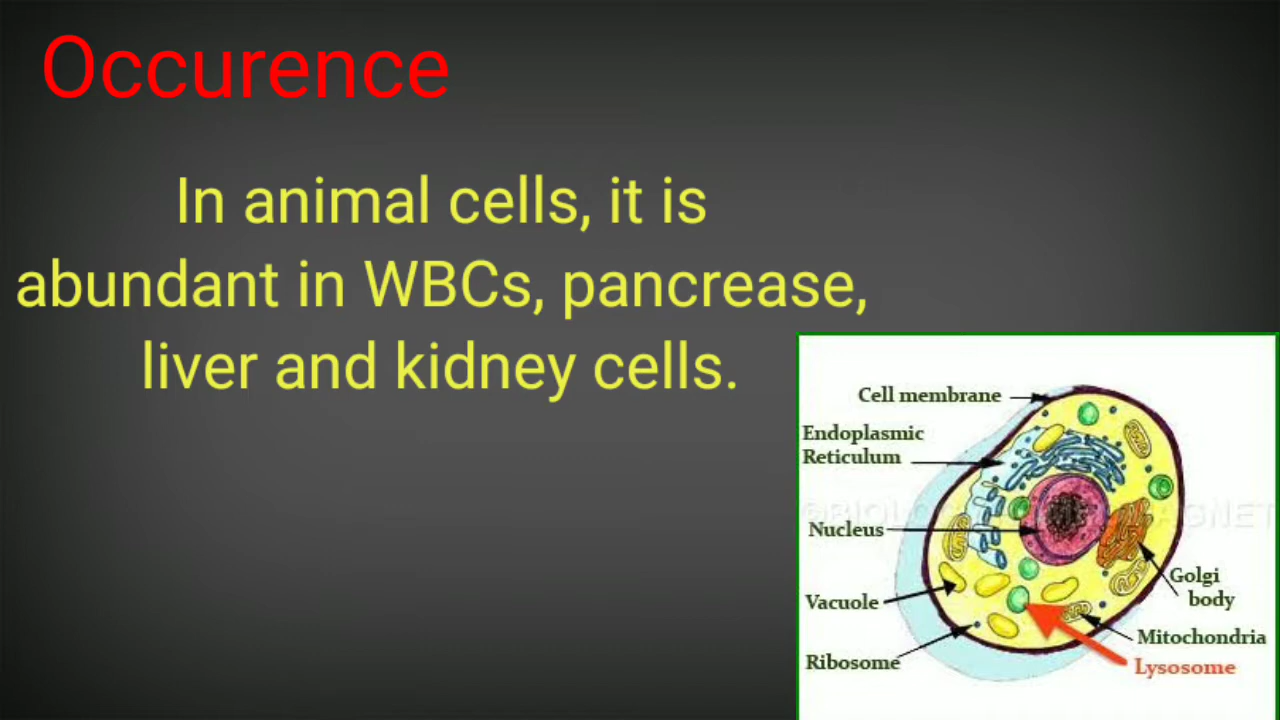 Occurence
In animal cells, it is
abundant in WBCs, pancrease,
liver and kidney cells.
Cell membrane
Endoplasmic
Reticulum
Nucleus
Vacuole
Ribosome
Golgi
body
Mitochondria
Lysosome